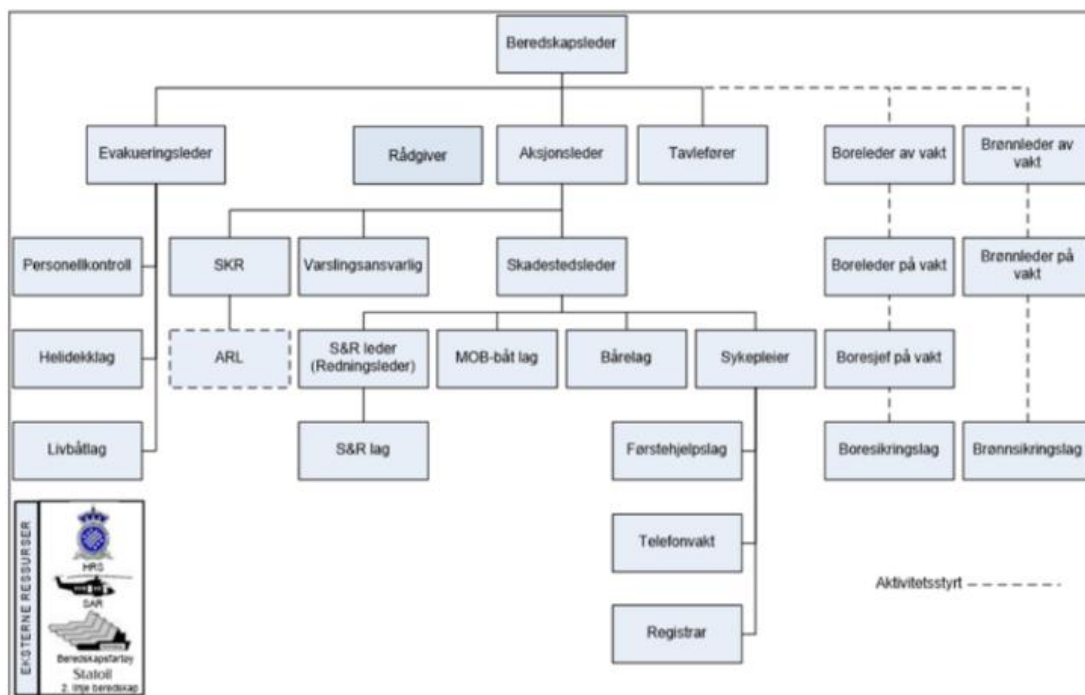 Beredskapsleder
Evakueringsleder
Rådgiver
Aksjonsleder
Tavlefører
Boreleder av vakt
Brønnleder av
vakt
Personellkontroll
SKR
Varslingsansvarlig
Skadestedsleder
Boreleder på vakt
Brønnleder på
vakt
Helidekklag
ARL
S&R leder
(Redningsleder)
MOB-båt lag
Bårelag
Sykepleier
Boresjef på vakt
Livbåtlag
S&R lag
Førstehjelpslag
Boresikringslag
Brønnsikringslag
Telefonvakt
Registrar
Aktivitetsstyrt
EKSTERNE RESSURSER
HRS
SAR
Beredskapsfartøy
Statoil
2. linje beredskap